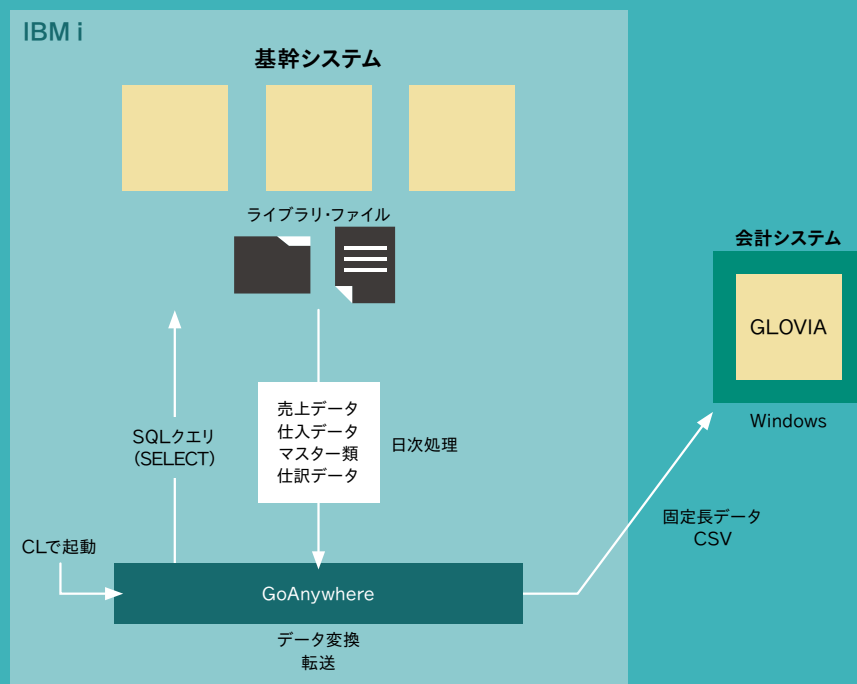 IBM i
基幹システム
ライブラリ・ファイル
会計システム
GLOVIA
Windows
売上データ
仕入データ
マスター類
仕訳データ
日次処理
SQLクエリ
(SELECT)
固定長データ
CSV
CLで起動
GoAnywhere
データ変換
転送